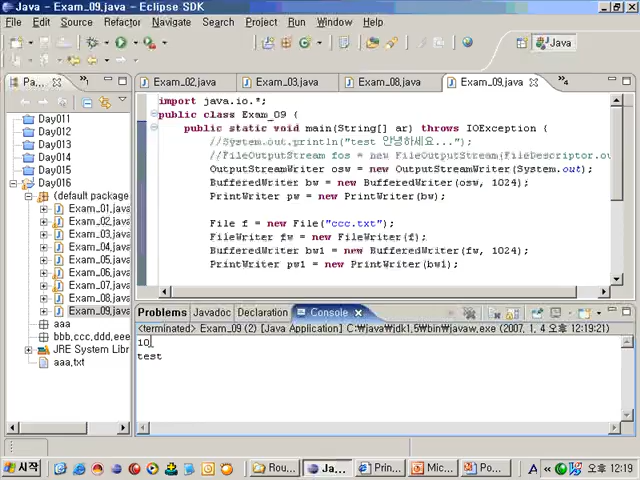 Java - Exam_09.java - Eclipse SDK
File Edit Source Refactor Navigate Search Project Run Window Help
Java
Pa...
Exam_02.java
Exam_03.java
Exam_08.java
Exam_09.java
Day011
Day012
Day013
Day014
Day015
Day016
(default package
Exam_01.java
Exam_02.java
Exam_03.java
Exam_04.java
Exam_05.java
Exam_06.java
Exam_07.java
Exam_08.java
Exam_09.java
aaa
bbb,ccc,ddd,eee
JRE System Libr
aaa.txt
import java.io.*;
public class Exam_09 {
public static void main(String[] ar) throws IOException {
//System.out.println("test 안녕하세요...");
//FileOutputStream fos = new FileOutputStream(FileDescriptor.ou
OutputStreamWriter osw = new OutputStreamWriter(System.out);
BufferedWriter bw = new BufferedWriter(osw, 1024);
PrintWriter pw = new PrintWriter(bw);
File f = new File("ccc.txt");
FileWriter fw = new FileWriter(f);
BufferedWriter bw1 = new BufferedWriter(fw, 1024);
PrintWriter pw1 = new PrintWriter(bw1);
Problems Javadoc Declaration Console
<terminated> Exam_09 (2) [Java Application] C:₩java₩jdk1.5₩bin₩javaw.exe (2007. 1. 4 오후 12:19:21)
10
test
시작
Rou...
Ja...
Prin...
Mic...
Po...
A
오후 12:19